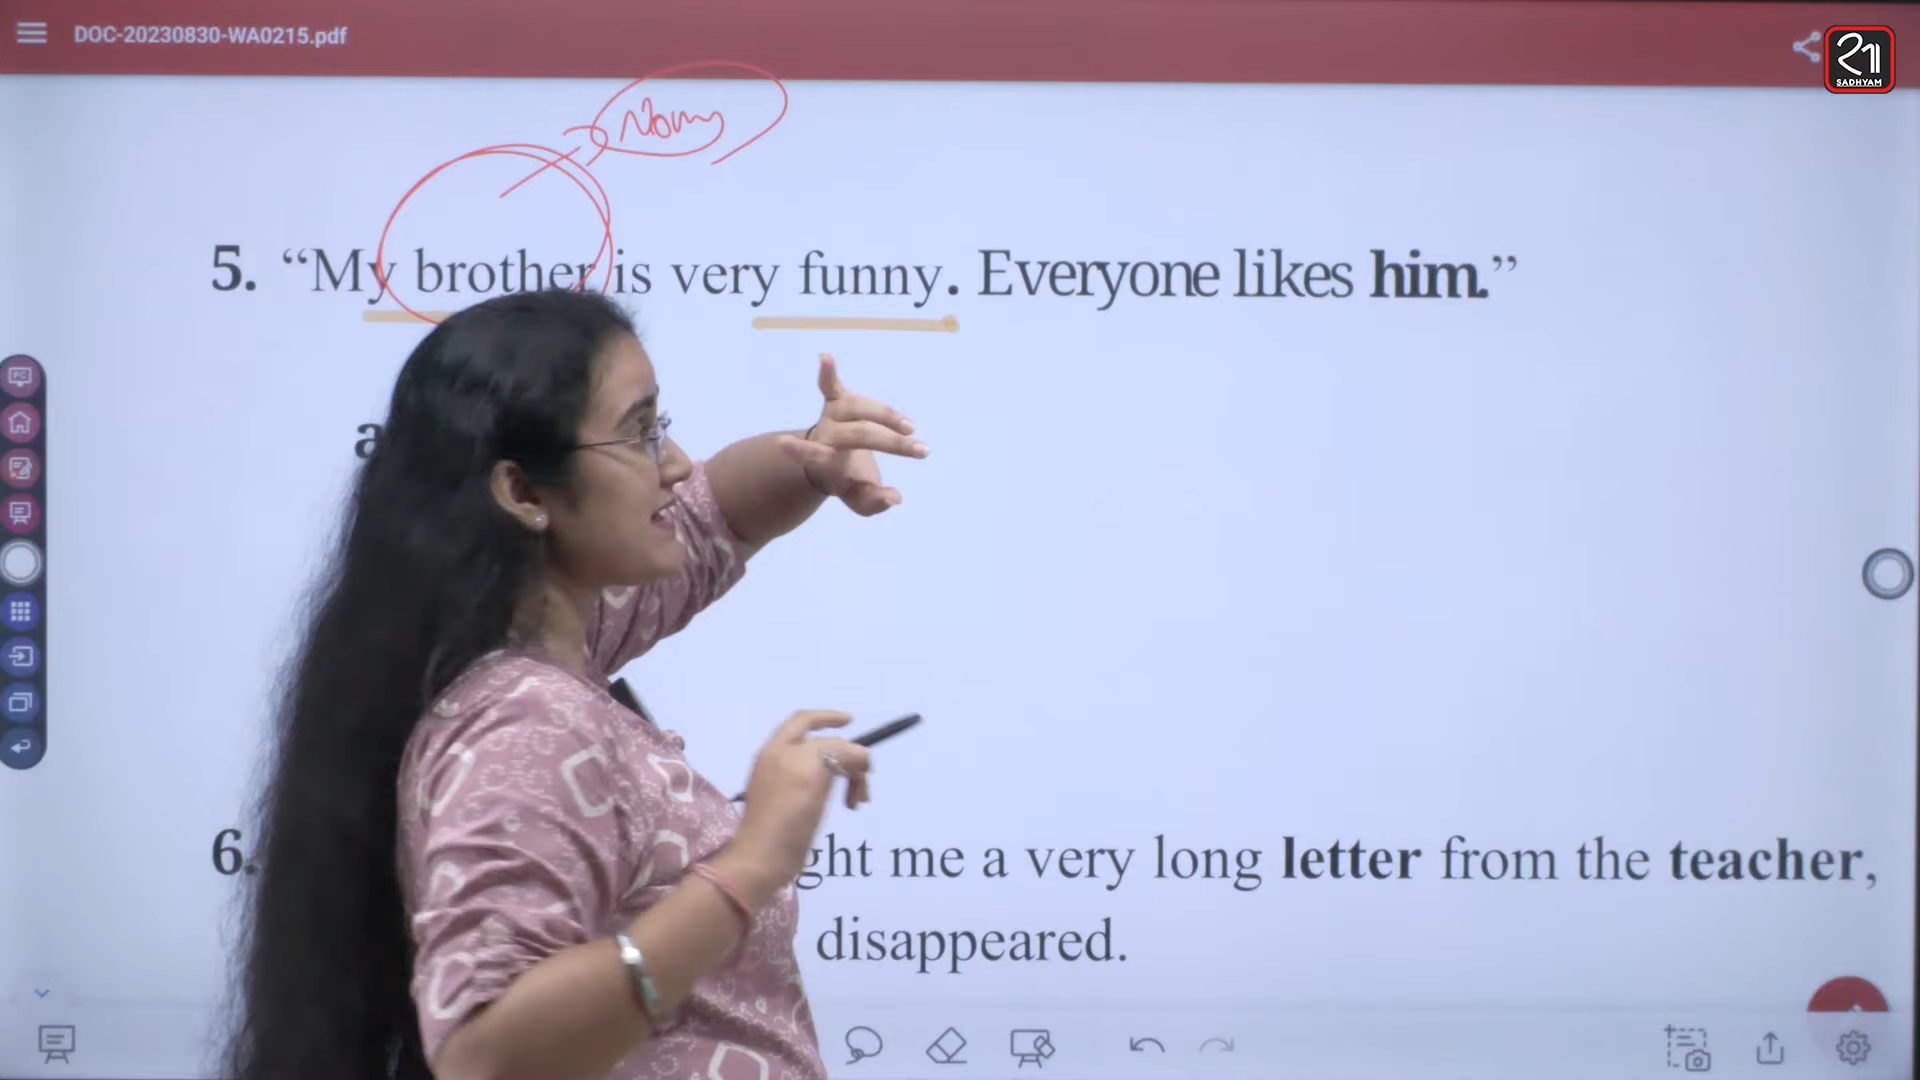 DOC-20230830-WA0215.pdf
21
SADHYAM
Noun
5. “My brother is very funny. Everyone likes him.”
a
6.
ght me a very long letter from the teacher,
disappeared.